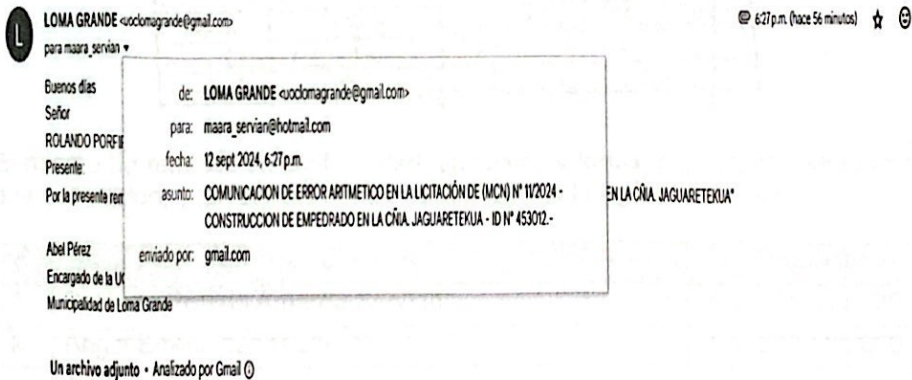 L
LOMA GRANDE <uoclomagrande@gmail.com>
6:27 p.m. (hace 56 minutos)
para maara_servian
Buenos días
Señor
ROLANDO PORFI
Presente:
Por la presente rem
EN LA CÑIA. JAGUARETEKUA"
de: LOMA GRANDE <uoclomagrande@gmail.com>
para: maara_servian@hotmail.com
fecha: 12 sept 2024, 6:27 p.m.
asunto: COMUNICACION DE ERROR ARITMETICO EN LA LICITACIÓN DE (MCN) N° 11/2024 -
CONSTRUCCION DE EMPEDRADO EN LA CÑIA. JAGUARETEKUA - ID N° 453012.-
enviado por: gmail.com
Abel Pérez
Encargado de la UO
Municipalidad de Loma Grande
Un archivo adjunto • Analizado por Gmail